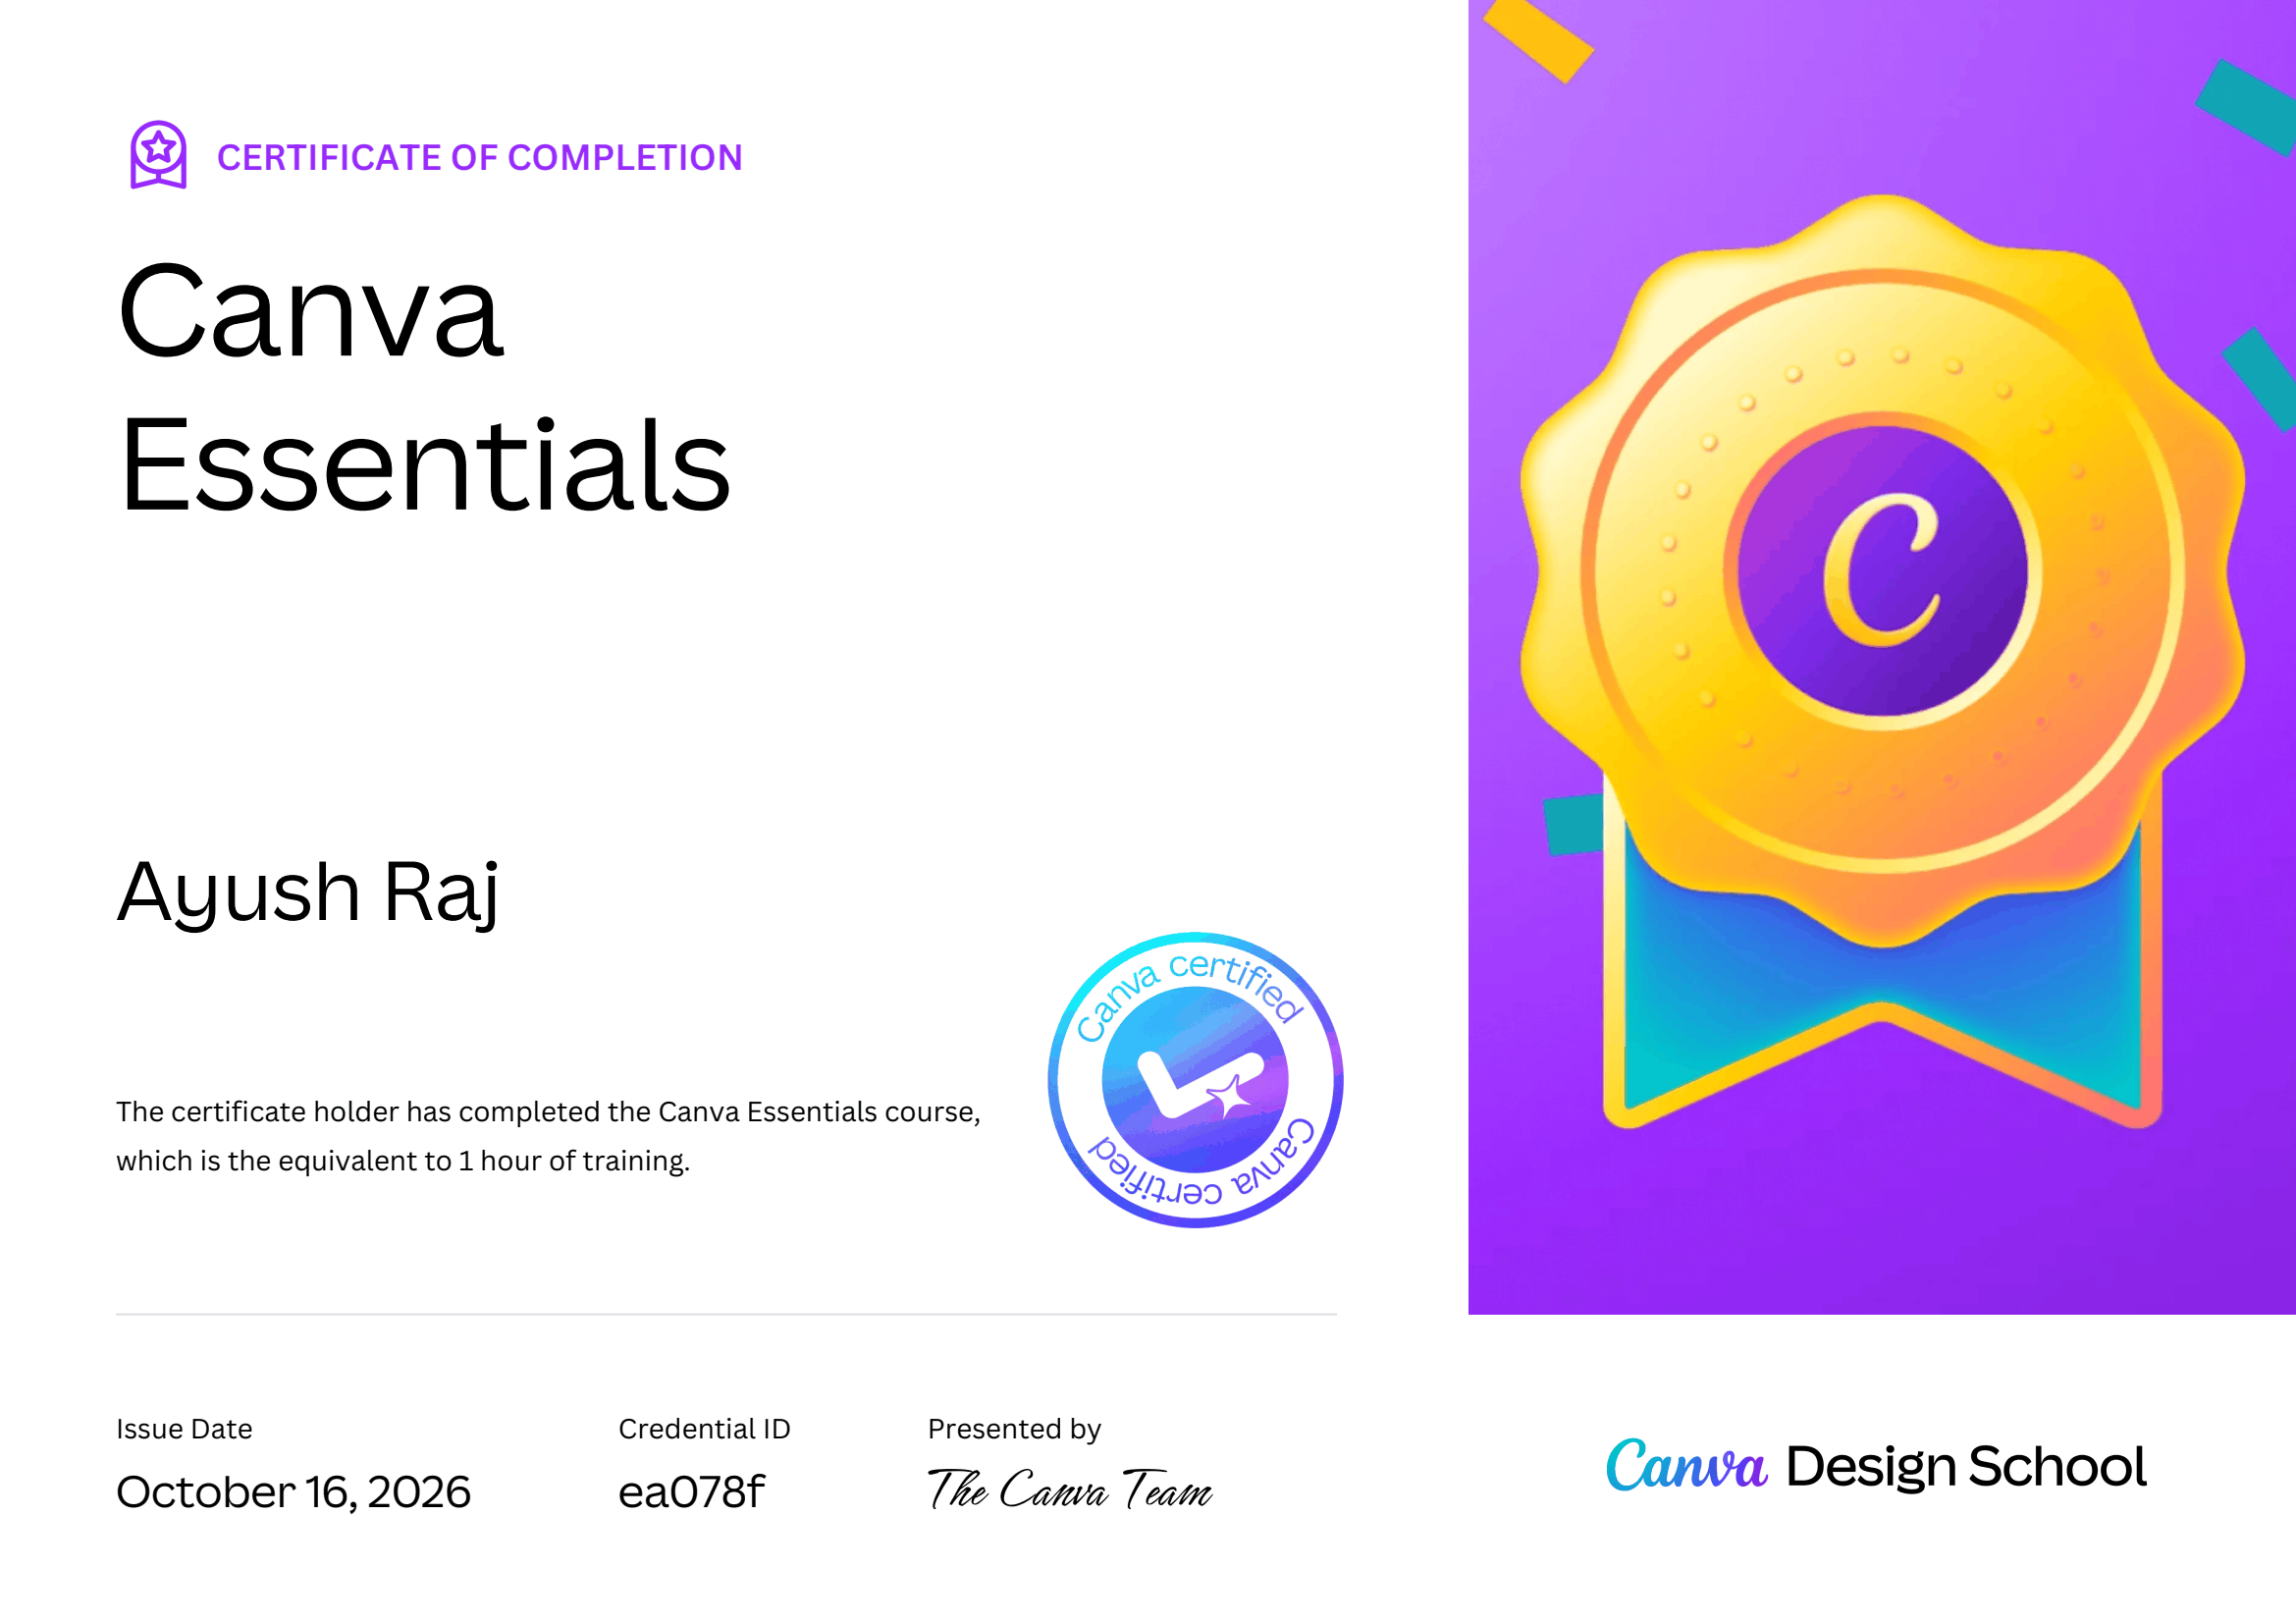 CERTIFICATE OF COMPLETION
Canva
Essentials
Ayush Raj
The certificate holder has completed the Canva Essentials course,
which is the equivalent to 1 hour of training.
Canva certified
Canva certified
C
Issue Date
October 16, 2026
Credential ID
ea078f
Presented by
The Canva Team
Canva Design School